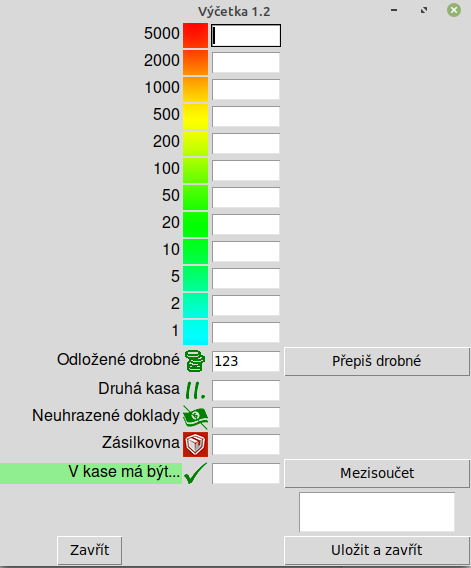 Výčetka 1.2
5000
2000
1000
500
200
100
50
20
10
5
2
1
Odložené drobné 123 Přepiš drobné
Druhá kasa II.
Neuhrazené doklady
Zásilkovna
V kase má být... Mezisoučet
Zavřít Uložit a zavřít